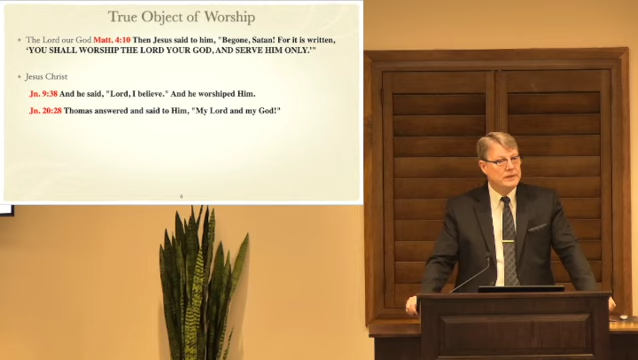 True Object of Worship
• The Lord our God Matt. 4:10 Then Jesus said to him, "Begone, Satan! For it is written,
'YOU SHALL WORSHIP THE LORD YOUR GOD, AND SERVE HIM ONLY.'"
• Jesus Christ
Jn. 9:38 And he said, "Lord, I believe." And he worshiped Him.
Jn. 20:28 Thomas answered and said to Him, "My Lord and my God!"